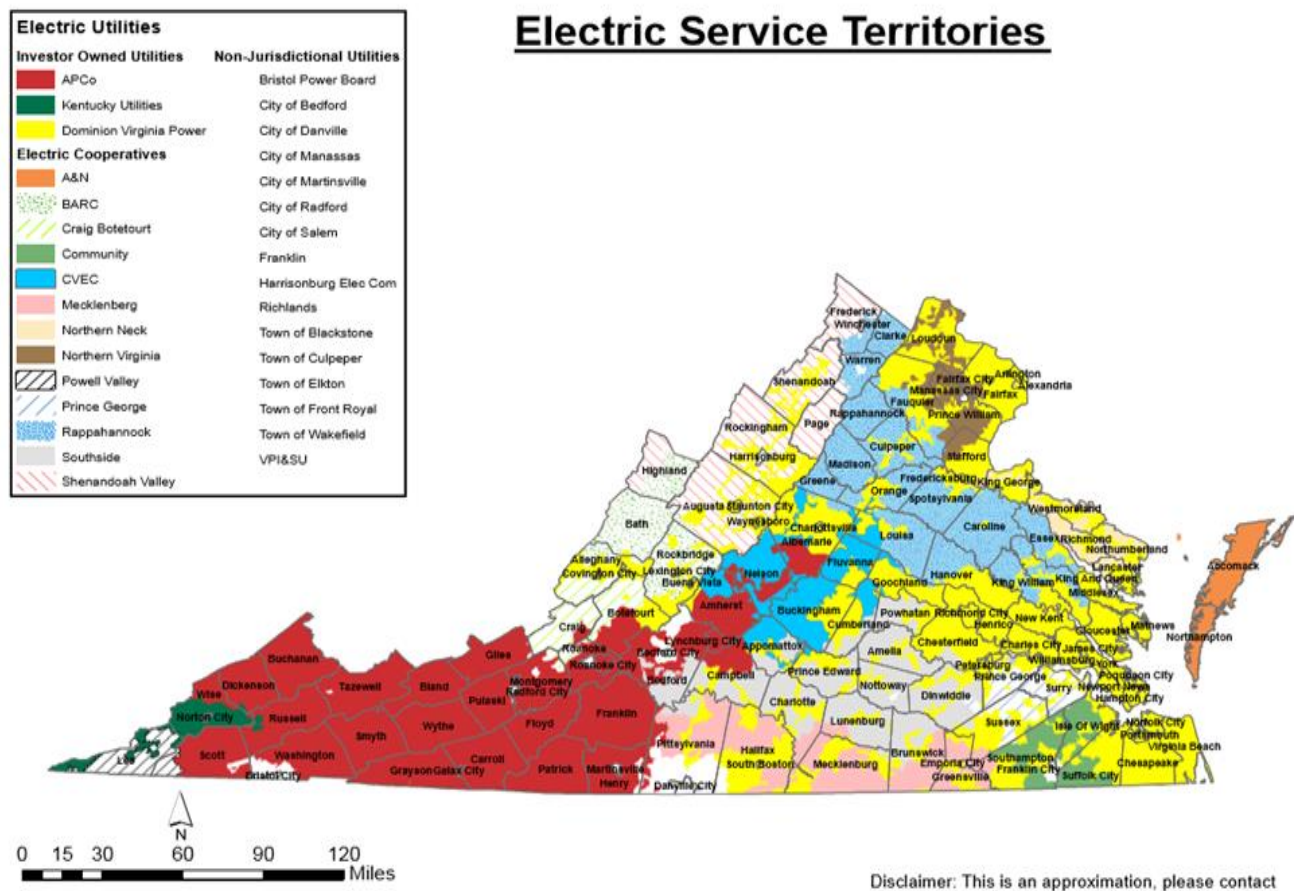 Electric Service Territories
Electric Utilities
Investor Owned Utilities
APCo
Kentucky Utilities
Dominion Virginia Power
Electric Cooperatives
A&N
BARC
Craig Botetourt
Community
CVEC
Mecklenberg
Northern Neck
Northern Virginia
Powell Valley
Prince George
Rappahannock
Southside
Shenandoah Valley
Non-Jurisdictional Utilities
Bristol Power Board
City of Bedford
City of Danville
City of Manassas
City of Martinsville
City of Radford
City of Salem
Franklin
Harrisonburg Elec Com
Richlands
Town of Blackstone
Town of Culpeper
Town of Elkton
Town of Front Royal
Town of Wakefield
VPI&SU
Frederick
Winchester
Clarke
Loudoun
Warren
Shenandoah
Fairfax City
Arlington
Alexandria
Manassas City
Fairfax
Fauquier
Rappahannock
Prince William
Page
Rockingham
Culpeper
Stafford
Harrisonburg
Madison
Highland
Greene
Fredericksburg
King George
Orange
Spotsylvania
Augusta
Staunton City
Westmoreland
Waynesboro
Charlottsville
Caroline
Bath
Louisa
Essex
Richmond
Albemarle
Northumberland
Rockbridge
Alleghany
Fluvanna
Accomack
Lexington City
Covington City
Nelson
Hanover
Lancaster
Buena Vista
Goochland
King William
King And Queen
Middlesex
Amherst
Buckingham
Botetourt
Powhatan
Richmond City
Henrico
New Kent
Cumberland
Gloucester
Mathews
Craig
Northampton
Lynchburg City
Appomattox
Chesterfield
Charles City
James City
Roanoke
Bedford City
Amelia
Williamsburg
York
Giles
Roanoke City
Buchanan
Petersburg
Prince George
Poquoson City
Bedford
Campbell
Prince Edward
Newport News
Dickenson
Tazewell
Bland
Montgomery
Nottoway
Dinwiddie
Surry
Hampton City
Wise
Pulaski
Radford City
Charlotte
Norton City
Russell
Franklin
Sussex
Isle Of Wight
Norfolk City
Wythe
Floyd
Lunenburg
Portsmouth
Smyth
Pittsylvania
Virginia Beach
Scott
Washington
Halifax
Brunswick
Southampton
Lee
Carroll
South Boston
Mecklenburg
Emporia City
Franklin City
Chesapeake
Bristol City
Grayson
Galax City
Patrick
Martinsville
Greensville
Suffolk City
Henry
Danville City
N
0 15 30 60 90 120
Miles
Disclaimer: This is an approximation, please contact